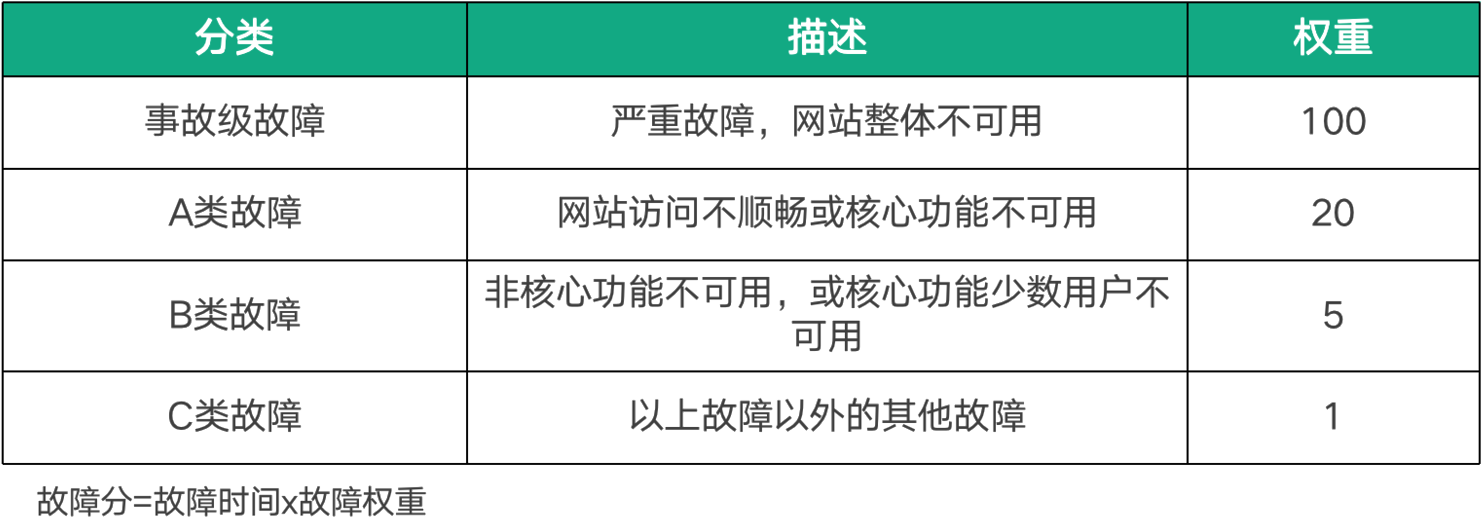 分类 描述 权重
事故级故障 严重故障，网站整体不可用 100
A类故障 网站访问不顺畅或核心功能不可用 20
B类故障 非核心功能不可用，或核心功能少数用户不
可用 5
C类故障 以上故障以外的其他故障 1
故障分=故障时间x故障权重